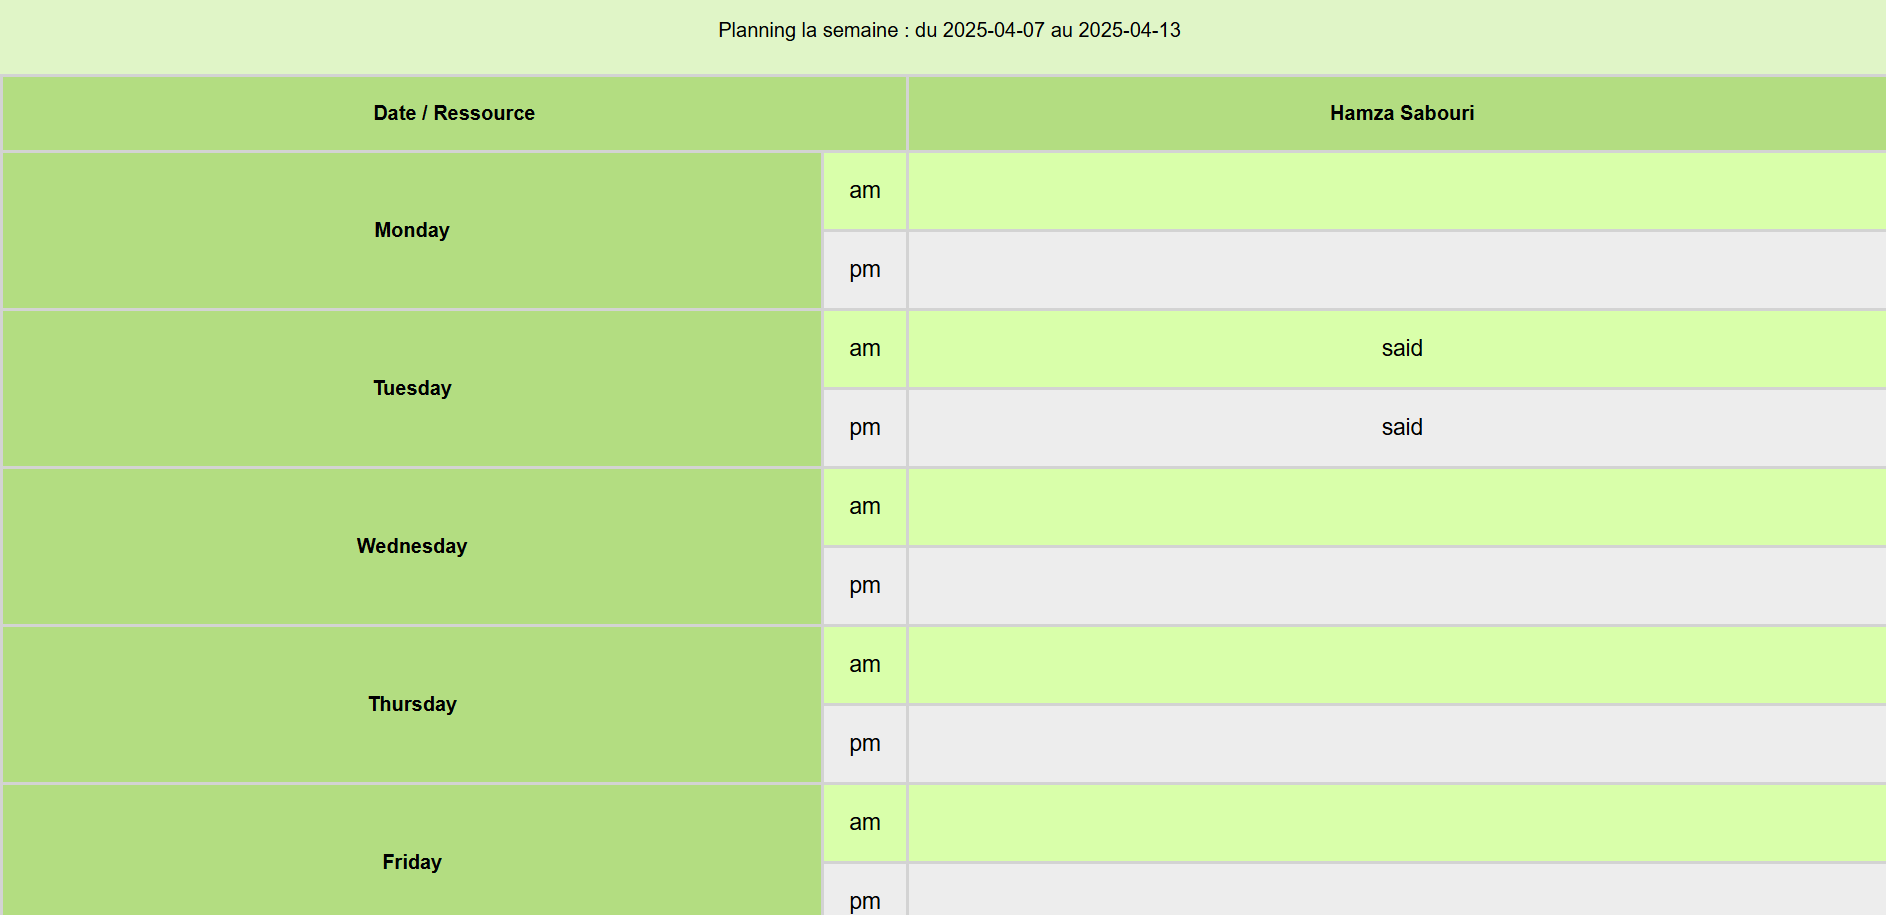 Planning la semaine : du 2025-04-07 au 2025-04-13
Date / Ressource Hamza Sabouri
Monday
am
pm
Tuesday
am said
pm said
Wednesday
am
pm
Thursday
am
pm
Friday
am
pm